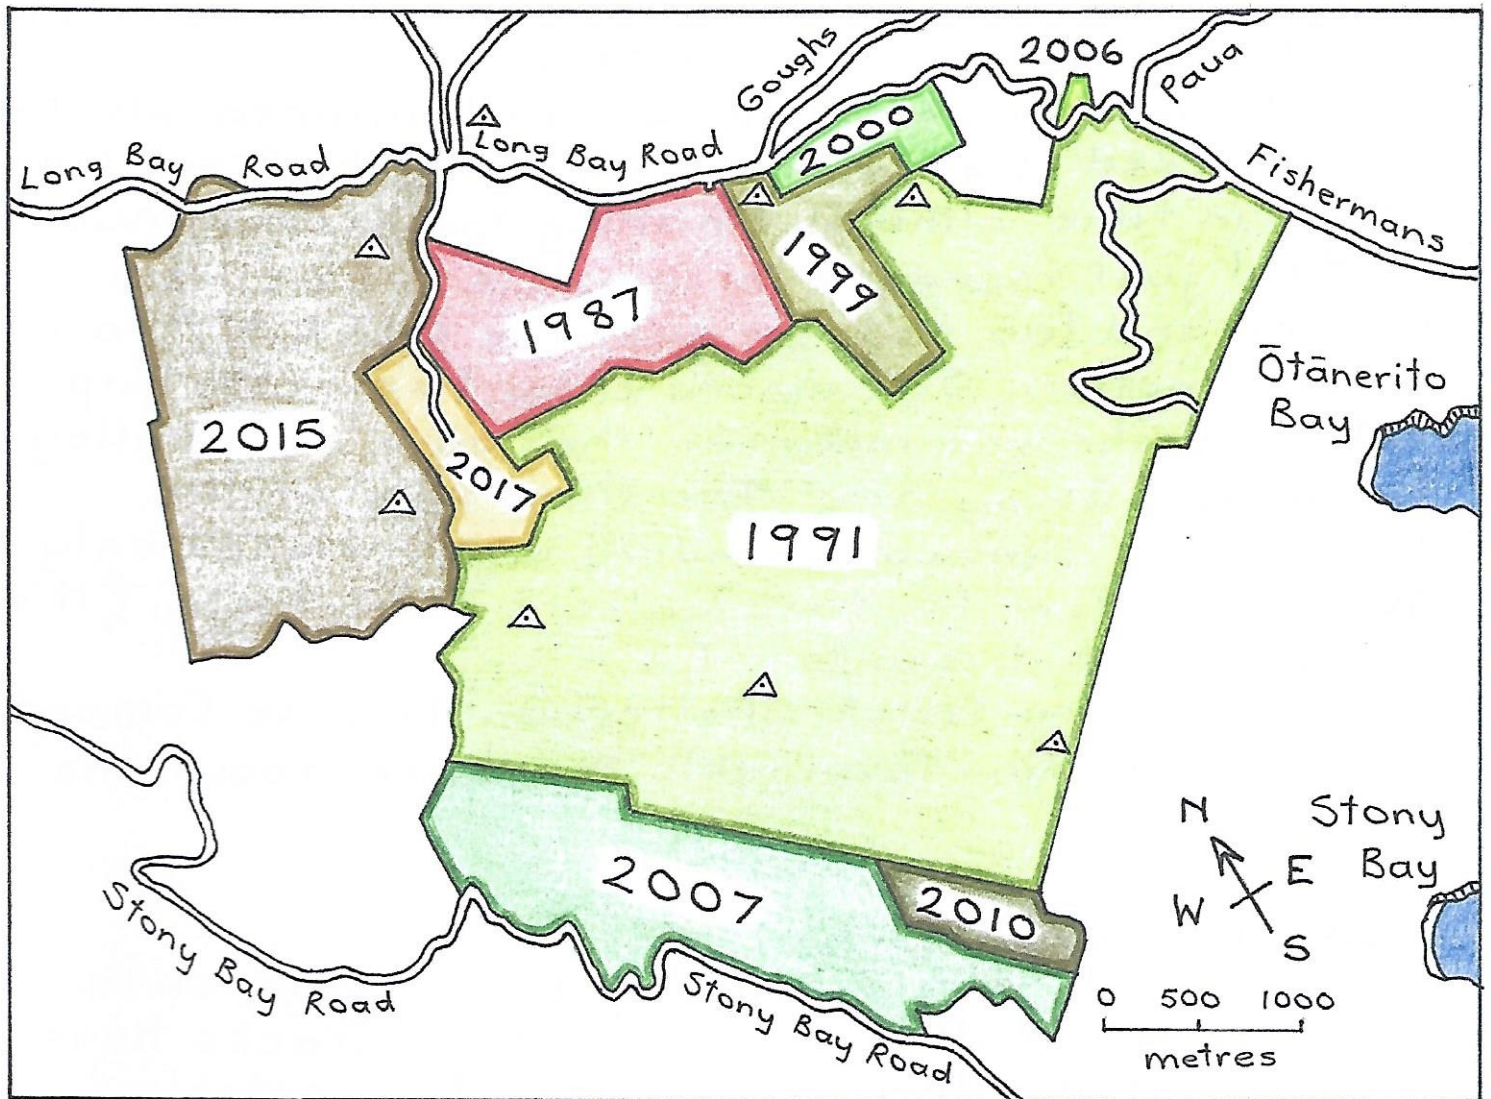 2006
Paua
Goughs
2000
Long Bay Road
Long Bay Road
Fishermans
1999
1987
Ōtānerito
Bay
2015
2017
1991
N
E
W
S
Stony
Bay
2007
2010
Stony Bay Road
Stony Bay Road
0 500 1000
metres